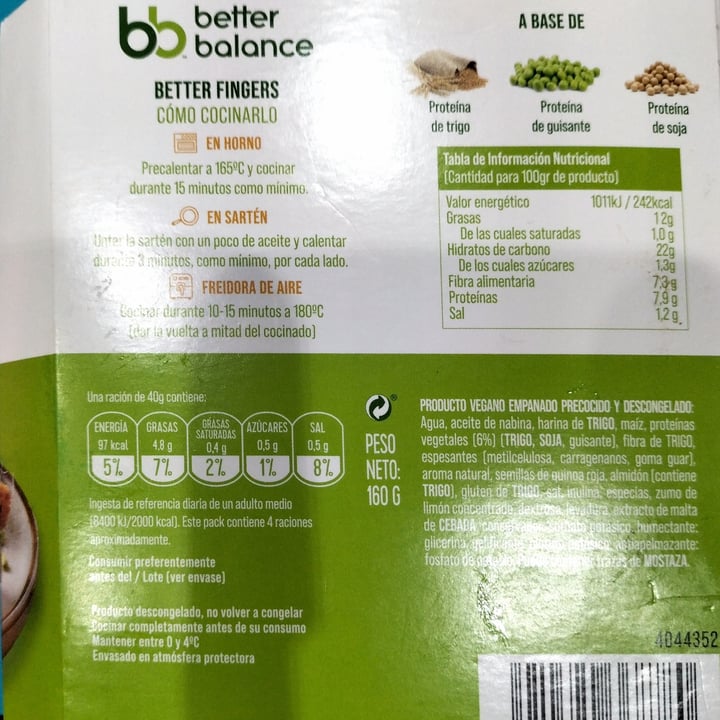 bb better
balance
BETTER FINGERS
CÓMO COCINARLO
EN HORNO
Precalentar a 165ºC y cocinar
durante 15 minutos como mínimo.
EN SARTÉN
Untar la sartén con un poco de aceite y calentar
durante 3 minutos, como mínimo, por cada lado.
FREIDORA DE AIRE
Cocinar durante 10-15 minutos a 180ºC
(dar la vuelta a mitad del cocinado)
A BASE DE
Proteína
de trigo
Proteína
de guisante
Proteína
de soja
Tabla de Información Nutricional
(Cantidad para 100gr de producto)
Valor energético 1011kJ / 242kcal
Grasas 12g
De las cuales saturadas 1,0 g
Hidratos de carbono 22g
De los cuales azúcares 1,3g
Fibra alimentaria 7,3g
Proteínas 7,9 g
Sal 1,2 g.
Una ración de 40g contiene:
ENERGÍA 97 kcal 5%
GRASAS 4,8 g 7%
GRASAS SATURADAS 0,4 g 2%
AZÚCARES 0,5 g 1%
SAL 0,5 g 8%
Ingesta de referencia diaria de un adulto medio
(8400 kJ/2000 kcal). Este pack contiene 4 raciones
aproximadamente.
Consumir preferentemente
antes del / Lote (ver envase)
Producto descongelado, no volver a congelar
Cocinar completamente antes de su consumo
Mantener entre 0 y 4ºC
Envasado en atmósfera protectora
PESO
NETO:
160 G
PRODUCTO VEGANO EMPANADO PRECOCIDO Y DESCONGELADO:
Agua, aceite de nabina, harina de TRIGO, maíz, proteínas
vegetales (6%) (TRIGO, SOJA, guisante), fibra de TRIGO,
espesantes (metilcelulosa, carragenanos, goma guar),
aroma natural, semillas de quinoa roja, almidón (contiene
TRIGO), gluten de TRIGO, sal, inulina, especias, zumo de
limón concentrado, dextrosa, levadura, extracto de malta
de CEBADA, potásico, humectante:
glicerina, antiapelmazante:
fosfato de trazas de MOSTAZA.
4044352